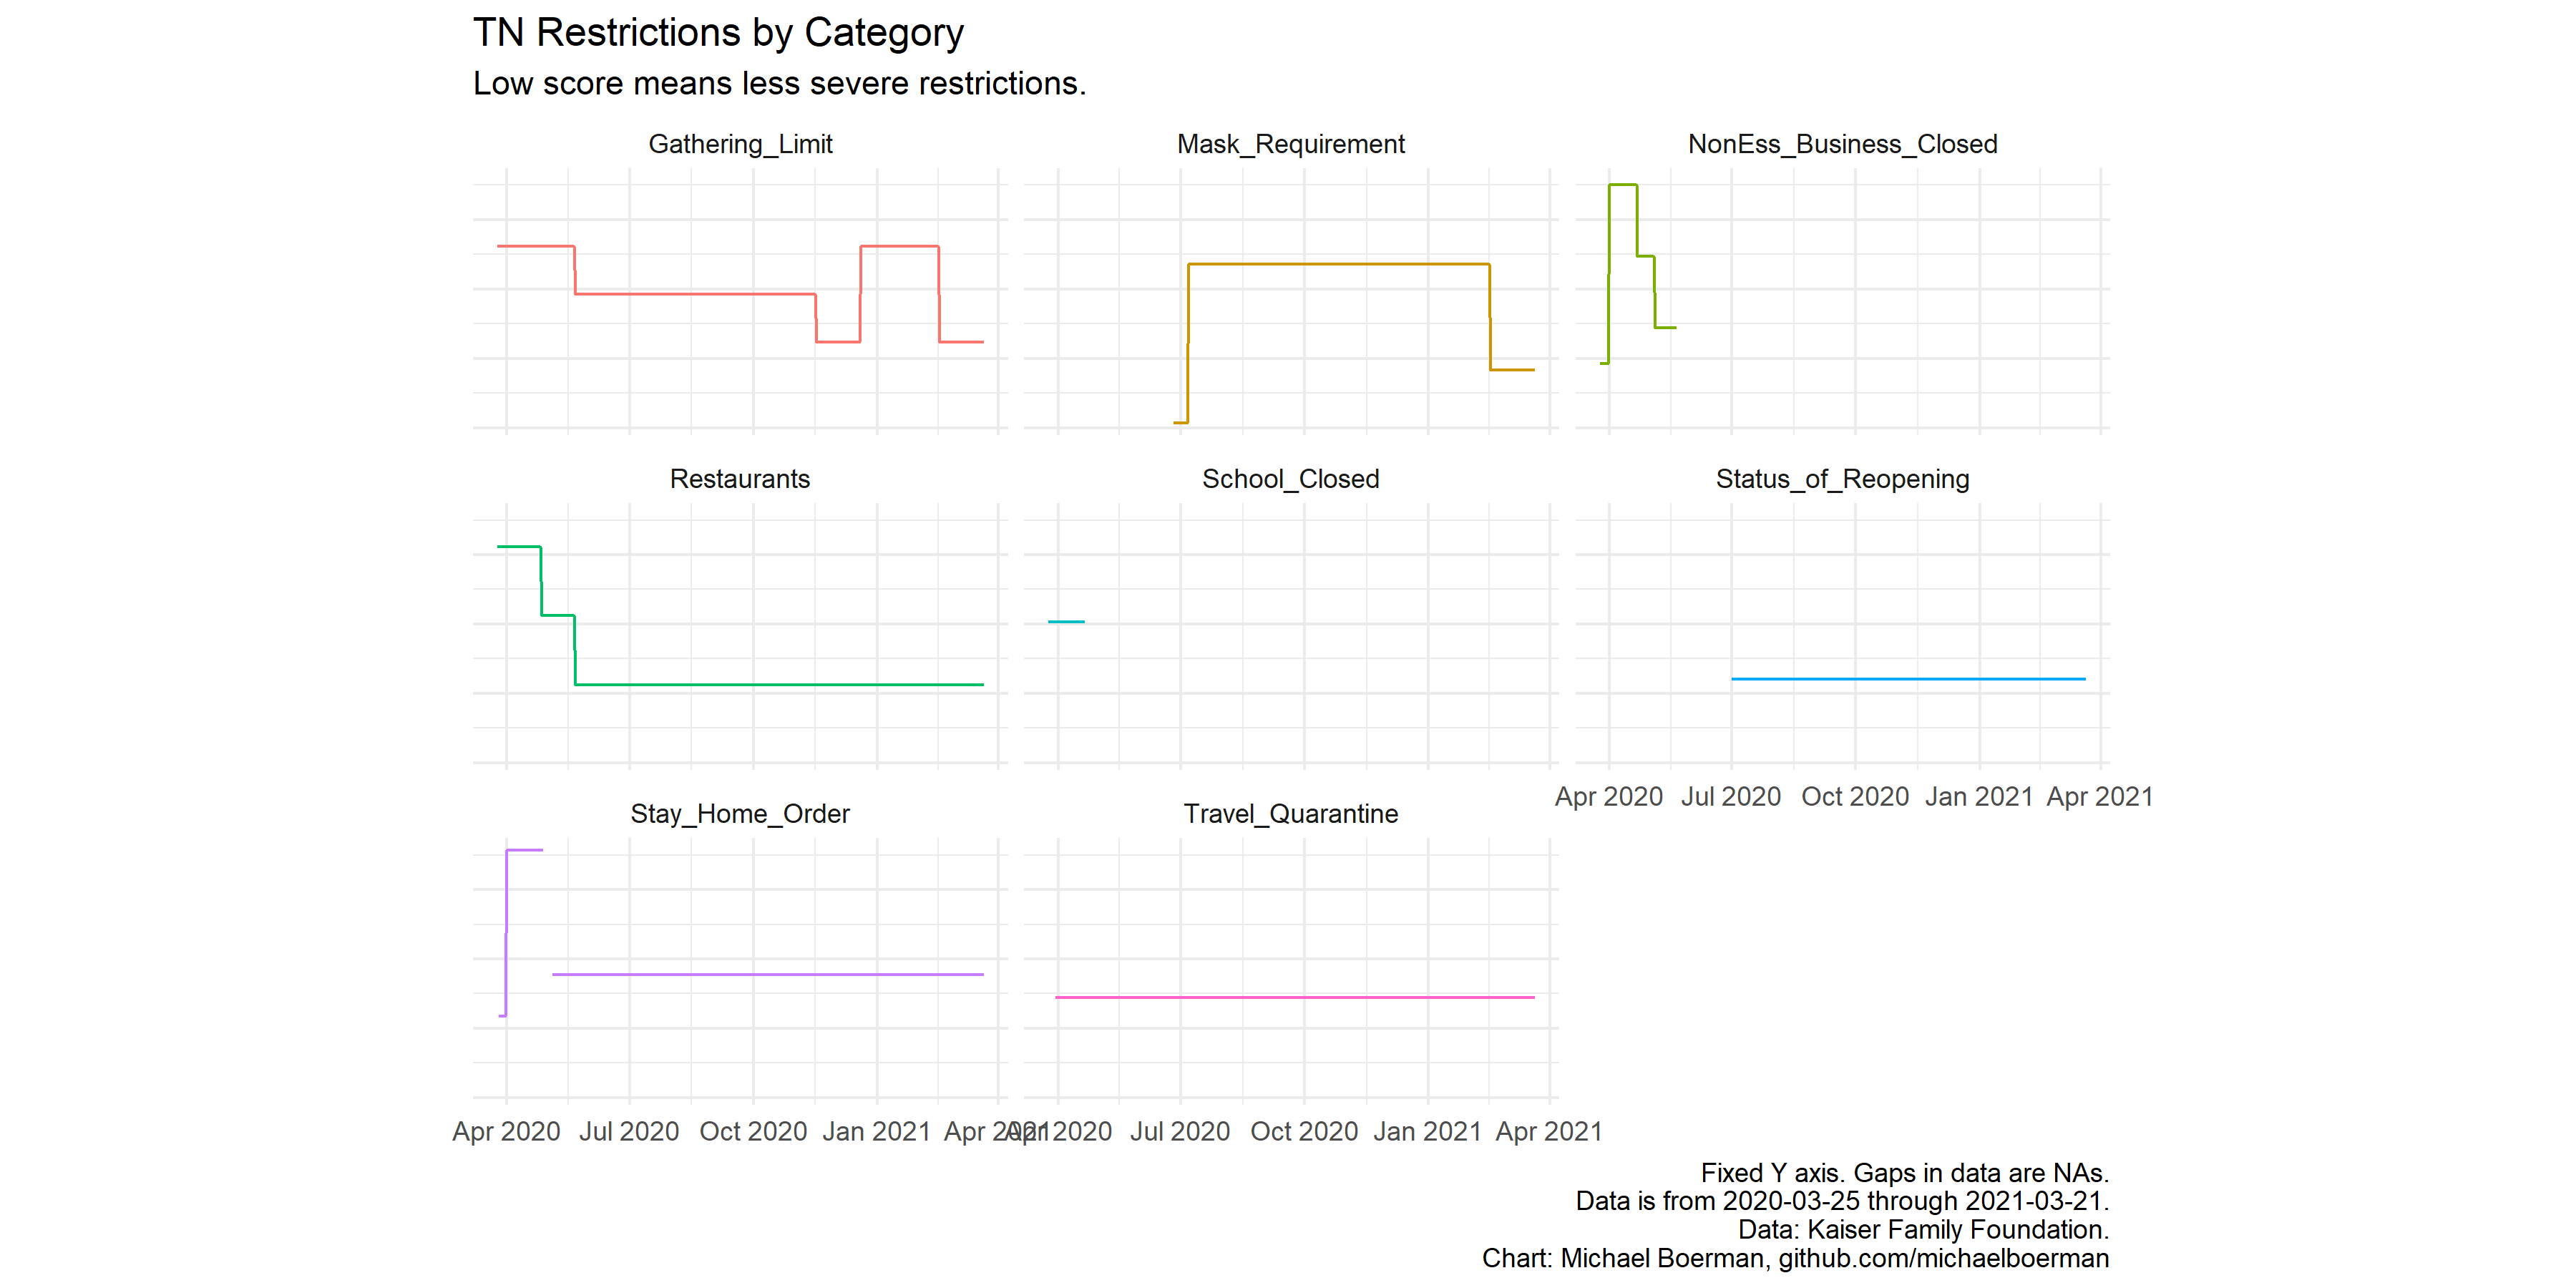 TN Restrictions by Category
Low score means less severe restrictions.
Gathering_Limit
Mask_Requirement
NonEss_Business_Closed
Restaurants
School_Closed
Status_of_Reopening
Apr 2020 Jul 2020 Oct 2020 Jan 2021 Apr 2021
Stay_Home_Order
Travel_Quarantine
Apr 2020 Jul 2020 Oct 2020 Jan 2021 Apr 2021
Apr 2020 Jul 2020 Oct 2020 Jan 2021 Apr 2021
Fixed Y axis. Gaps in data are NAs.
Data is from 2020-03-25 through 2021-03-21.
Data: Kaiser Family Foundation.
Chart: Michael Boerman, github.com/michaelboerman